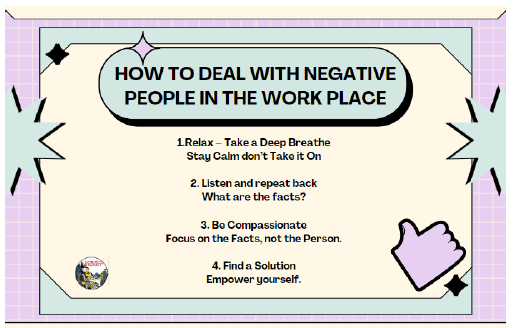 HOW TO DEAL WITH NEGATIVE
PEOPLE IN THE WORK PLACE
1.Relax – Take a Deep Breathe
Stay Calm don't Take it On
2. Listen and repeat back
What are the facts?
3. Be Compassionate
Focus on the Facts, not the Person.
4. Find a Solution
Empower yourself.